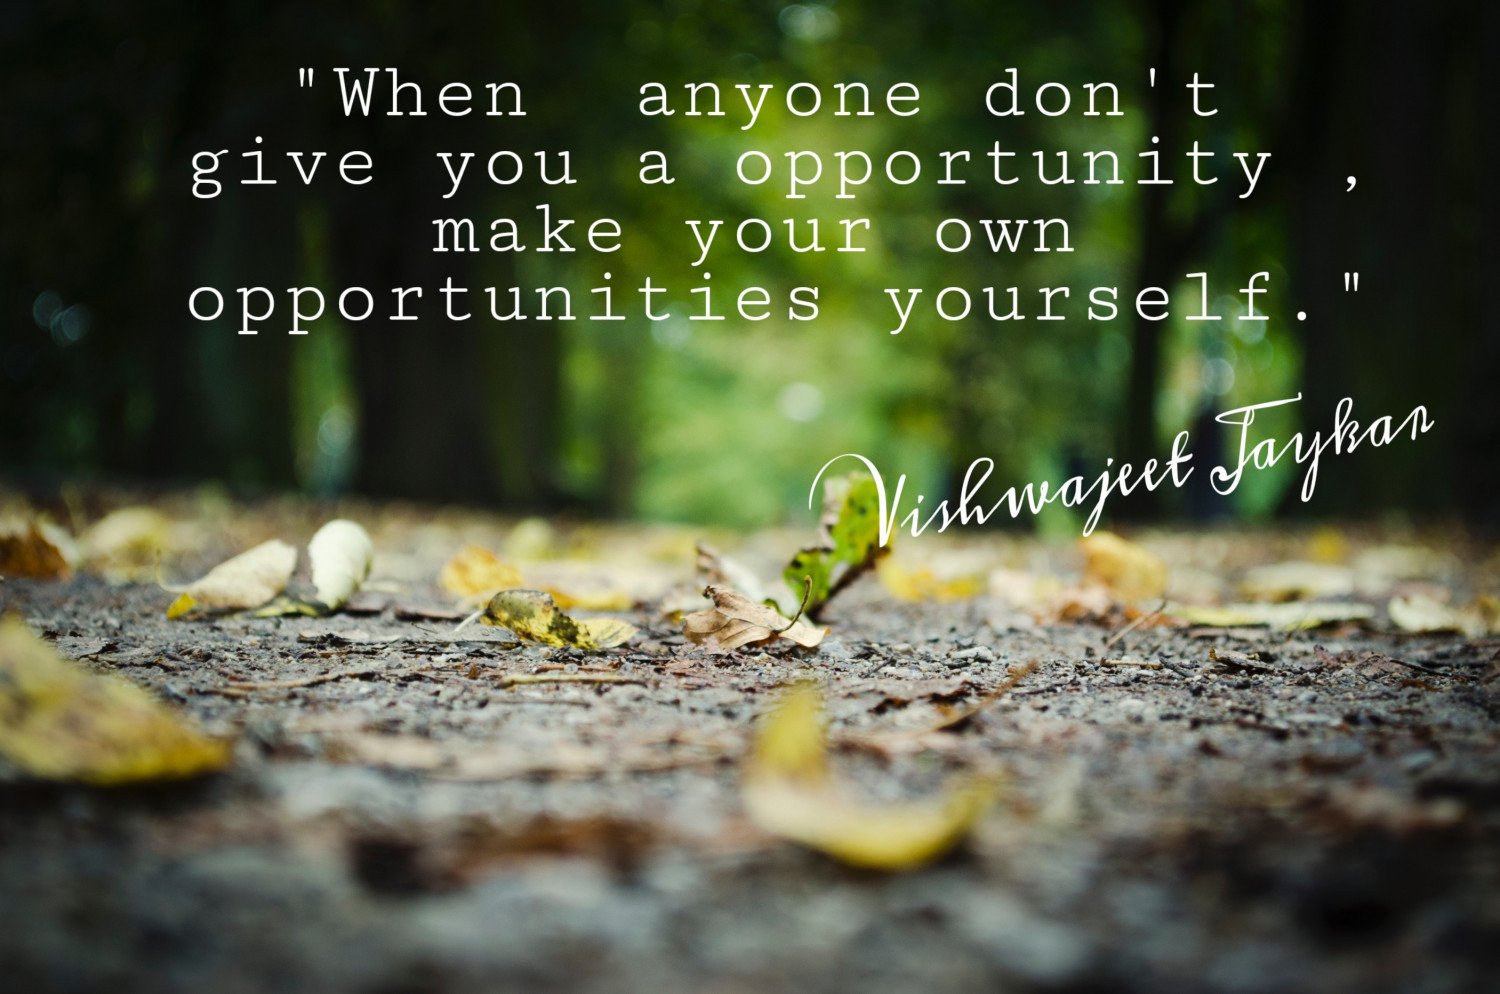 "When anyone don't
give you a opportunity ,
make your own
opportunities yourself."
Vishwajeet Jaykar